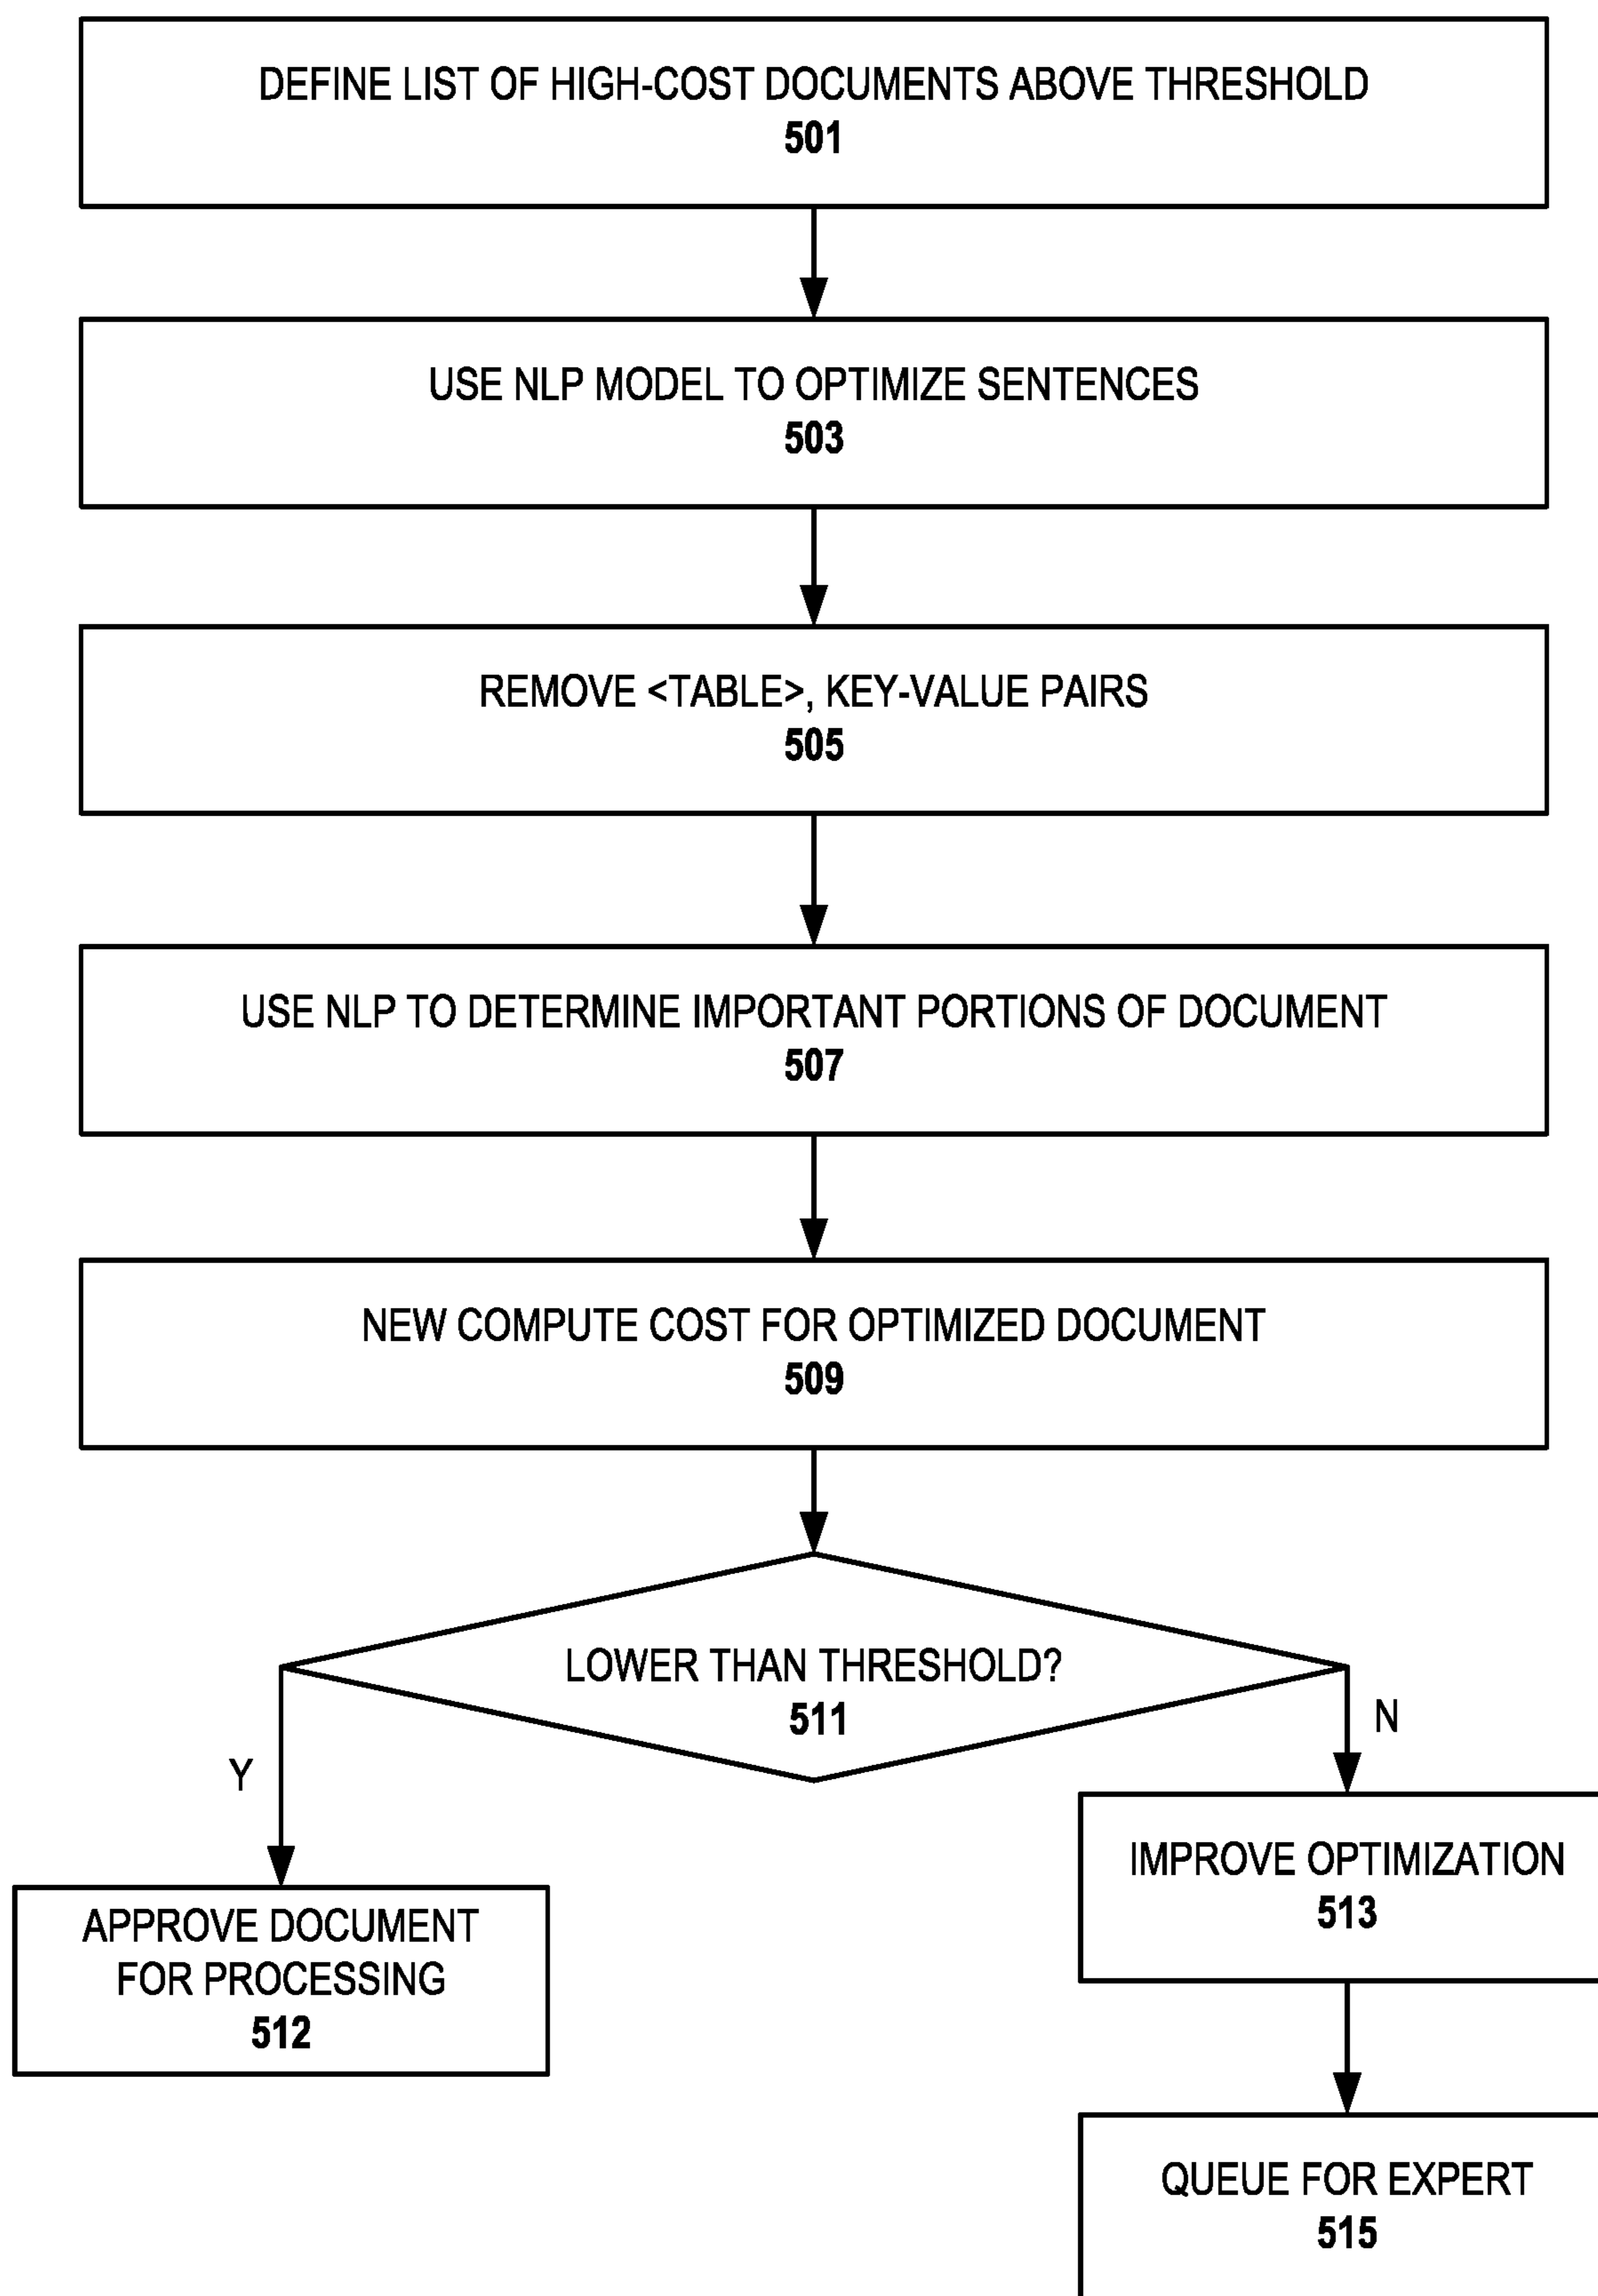 DEFINE LIST OF HIGH-COST DOCUMENTS ABOVE THRESHOLD
501
USE NLP MODEL TO OPTIMIZE SENTENCES
503
REMOVE <TABLE>, KEY-VALUE PAIRS
505
USE NLP TO DETERMINE IMPORTANT PORTIONS OF DOCUMENT
507
NEW COMPUTE COST FOR OPTIMIZED DOCUMENT
509
LOWER THAN THRESHOLD?
511
Y
N
APPROVE DOCUMENT
FOR PROCESSING
512
IMPROVE OPTIMIZATION
513
QUEUE FOR EXPERT
515